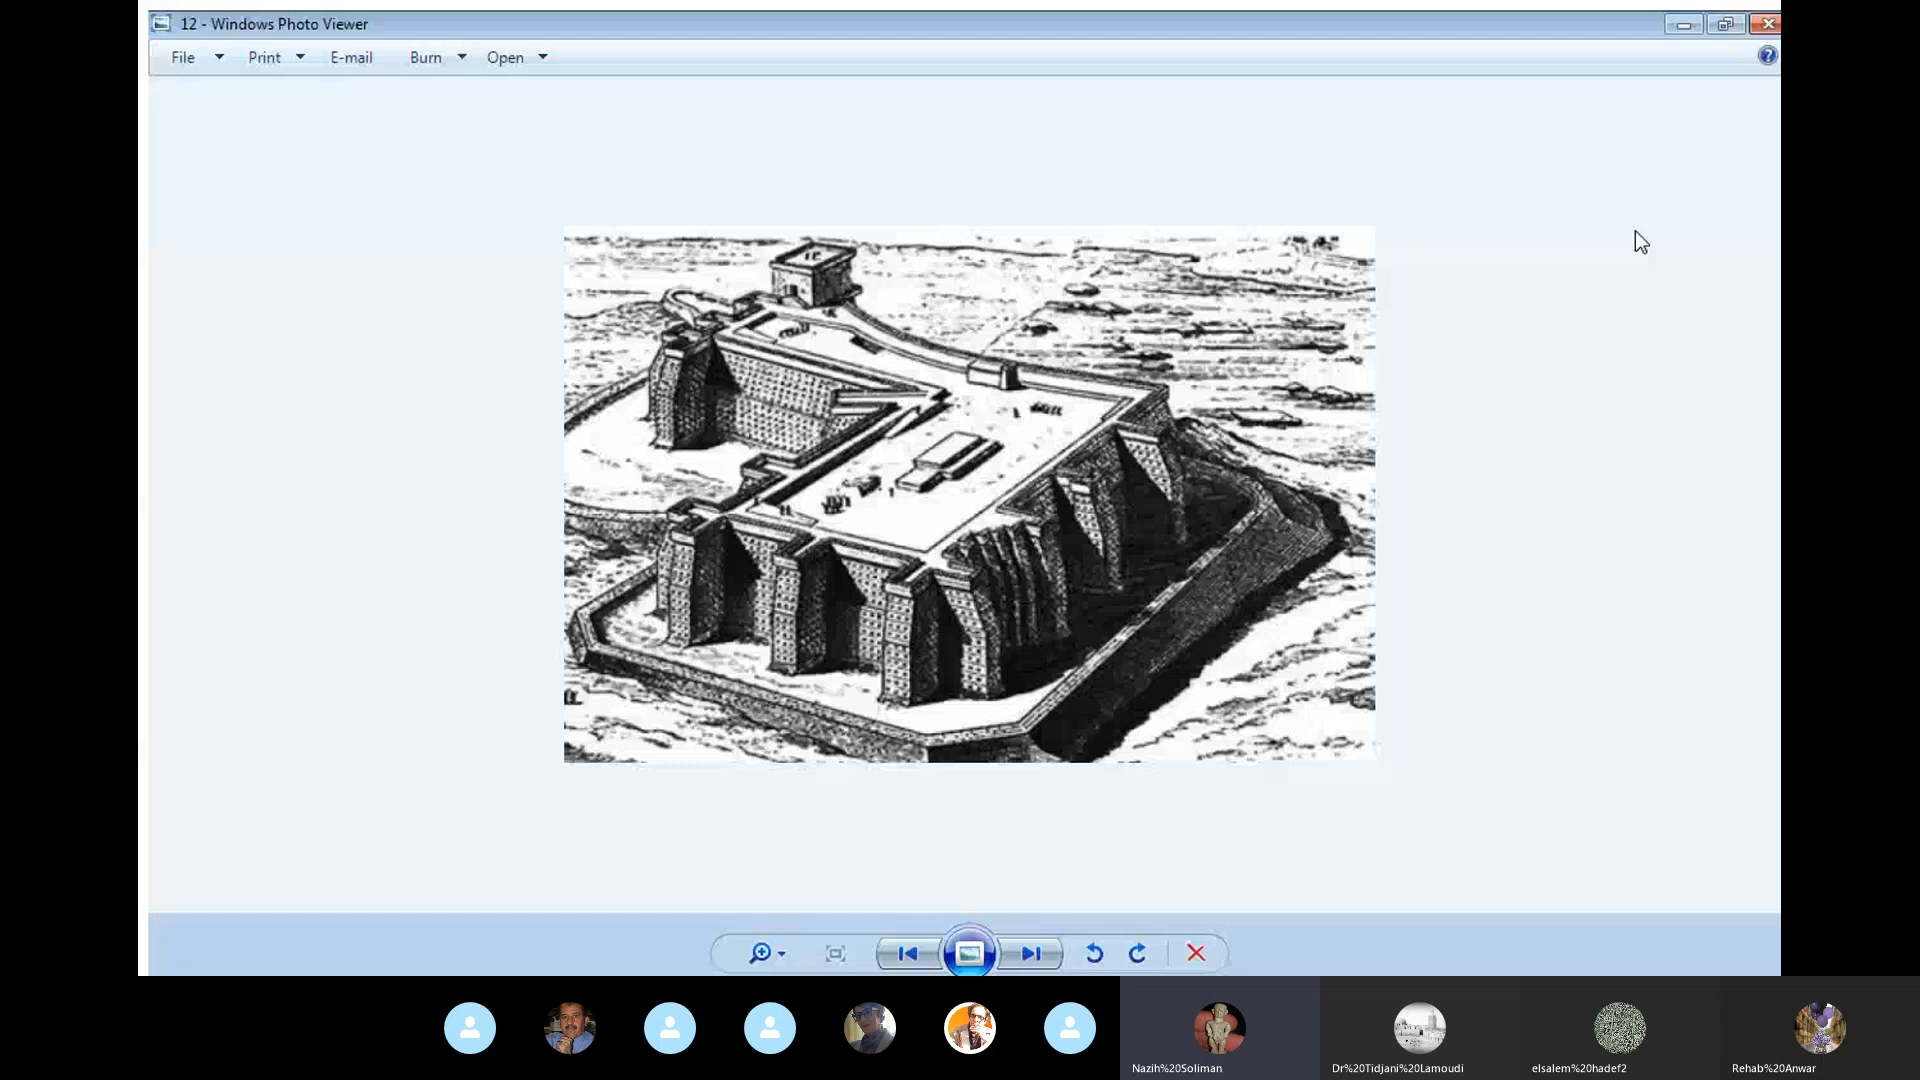 12 - Windows Photo Viewer
File Print E-mail Burn Open
Nazih%20Soliman
Dr%20Tidjani%20Lamoudi
elsalem%20hadef2
Rehab%20Anwar